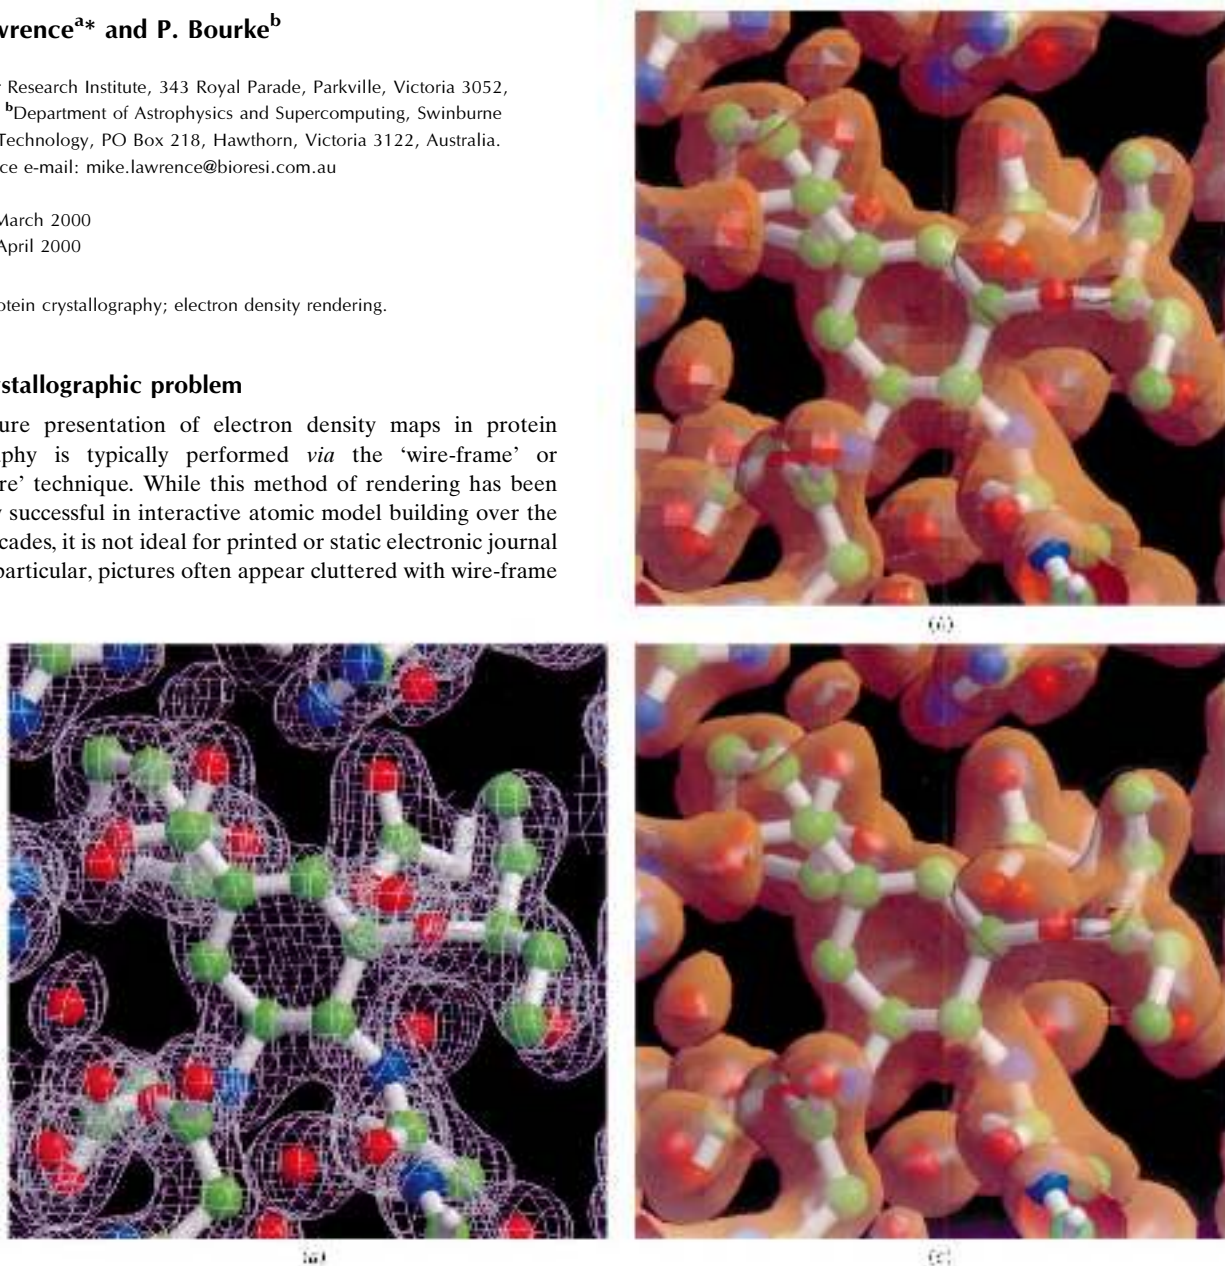 wrence a* and P. Bourke b
r Research Institute, 343 Royal Parade, Parkville, Victoria 3052,
bDepartment of Astrophysics and Supercomputing, Swinburne
Technology, PO Box 218, Hawthorn, Victoria 3122, Australia.
ce e-mail: mike.lawrence@bioresi.com.au
March 2000
April 2000
otein crystallography; electron density rendering.
ystallographic problem
ure presentation of electron density maps in protein
aphy is typically performed via the ‘wire-frame’ or
re’ technique. While this method of rendering has been
y successful in interactive atomic model building over the
cades, it is not ideal for printed or static electronic journal
particular, pictures often appear cluttered with wire-frame
(a)
(c)